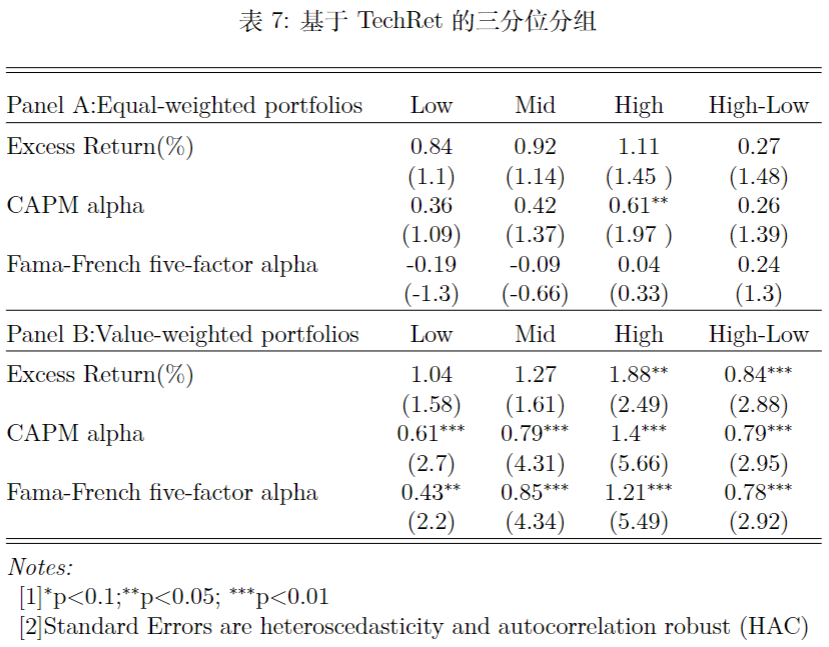 表 7: 基于 TechRet 的三分位分组
Panel A:Equal-weighted portfolios Low Mid High High-Low
Excess Return(%) 0.84 0.92 1.11 0.27
(1.1) (1.14) (1.45 ) (1.48)
CAPM alpha 0.36 0.42 0.61** 0.26
(1.09) (1.37) (1.97 ) (1.39)
Fama-French five-factor alpha -0.19 -0.09 0.04 0.24
(-1.3) (-0.66) (0.33) (1.3)
Panel B:Value-weighted portfolios Low Mid High High-Low
Excess Return(%) 1.04 1.27 1.88** 0.84***
(1.58) (1.61) (2.49) (2.88)
CAPM alpha 0.61*** 0.79*** 1.4*** 0.79***
(2.7) (4.31) (5.66) (2.95)
Fama-French five-factor alpha 0.43** 0.85*** 1.21*** 0.78***
(2.2) (4.34) (5.49) (2.92)
Notes:
[1]*p<0.1;**p<0.05; ***p<0.01
[2]Standard Errors are heteroscedasticity and autocorrelation robust (HAC)